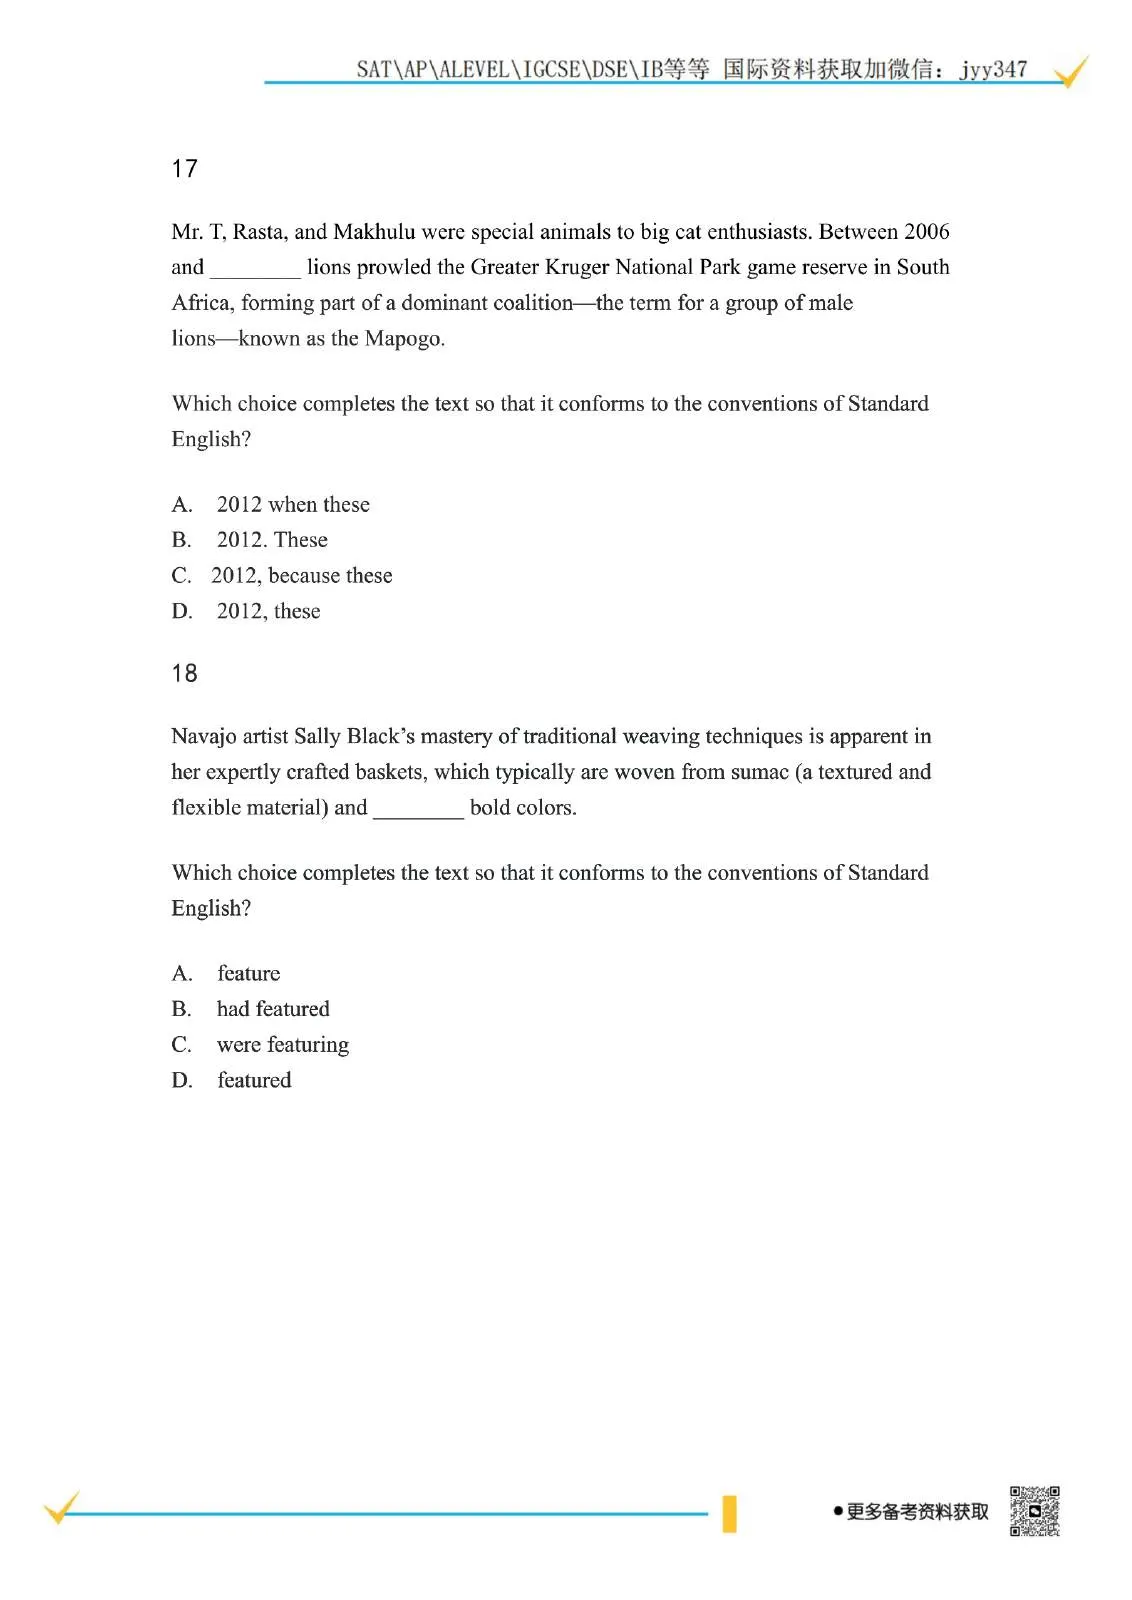 SAT\AP\ALEVEL\IGCSE\DSE\IB等等 国际资料获取加微信：jyy347
17
Mr. T, Rasta, and Makhulu were special animals to big cat enthusiasts. Between 2006
and ________ lions prowled the Greater Kruger National Park game reserve in South
Africa, forming part of a dominant coalition—the term for a group of male
lions—known as the Mapogo.
Which choice completes the text so that it conforms to the conventions of Standard
English?
A. 2012 when these
B. 2012. These
C. 2012, because these
D. 2012, these
18
Navajo artist Sally Black’s mastery of traditional weaving techniques is apparent in
her expertly crafted baskets, which typically are woven from sumac (a textured and
flexible material) and ________ bold colors.
Which choice completes the text so that it conforms to the conventions of Standard
English?
A. feature
B. had featured
C. were featuring
D. featured
●更多备考资料获取